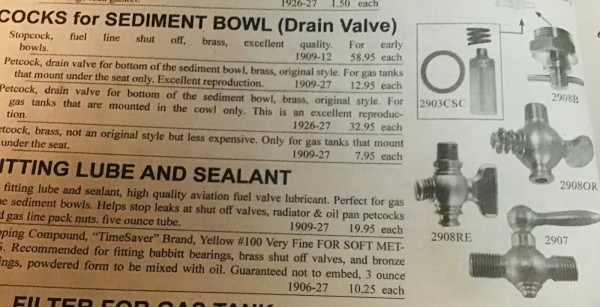 1926-27 1.50 each
COCKS for SEDIMENT BOWL (Drain Valve)
Stopcock, fuel line shut off, brass, excellent quality. For early
bowls. 1909-12 58.95 each
Petcock, drain valve for bottom of the sediment bowl, brass, original style. For gas tanks
that mount under the seat only. Excellent reproduction. 1909-27 12.95 each
Petcock, drain valve for bottom of the sediment bowl, brass, original style. For
gas tanks that are mounted in the cowl only. This is an excellent reproduc-
tion. 1926-27 32.95 each
etcock, brass, not an original style but less expensive. Only for gas tanks that mount
under the seat. 1909-27 7.95 each
ITTING LUBE AND SEALANT
fitting lube and sealant, high quality aviation fuel valve lubricant. Perfect for gas
e sediment bowls. Helps stop leaks at shut off valves, radiator & oil pan petcocks
d gas line pack nuts. five ounce tube. 1909-27 19.95 each
pping Compound, "TimeSaver" Brand, Yellow #100 Very Fine FOR SOFT MET-
S. Recommended for fitting babbitt bearings, brass shut off valves, and bronze
ings, powdered form to be mixed with oil. Guaranteed not to embed, 3 ounce
1906-27 10.25 each
FILTER FOR GAS TANK
2903CSC
2908B
2908OR
2908RE
2907